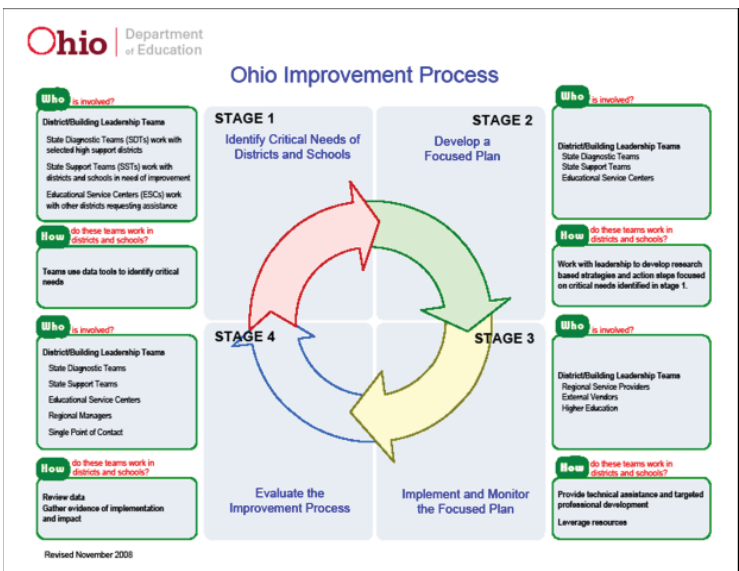 Ohio
Department
of Education
Ohio Improvement Process
Who is involved?
District/Building Leadership Teams
State Diagnostic Teams (SDTs) work with
selected high support districts
State Support Teams (SSTs) work with
districts and schools in need of improvement
Educational Service Centers (ESCs) work
with other districts requesting assistance
How do these teams work in
districts and schools?
Teams use data tools to identify critical
needs
STAGE 1
Identify Critical Needs of
Districts and Schools
STAGE 2
Develop a
Focused Plan
Who is involved?
District/Building Leadership Teams
State Diagnostic Teams
State Support Teams
Educational Service Centers
How do these teams work in
districts and schools?
Work with leadership to develop research
based strategies and action steps focused
on critical needs identified in stage 1.
Who is involved?
District/Building Leadership Teams
State Diagnostic Teams
State Support Teams
Educational Service Centers
Regional Managers
Single Point of Contact
How do these teams work in
districts and schools?
Review data
Gather evidence of implementation
and impact
STAGE 4
Evaluate the
Improvement Process
STAGE 3
Implement and Monitor
the Focused Plan
Who is involved?
District/Building Leadership Teams
Regional Service Providers
External Vendors
Higher Education
How do these teams work in
districts and schools?
Provide technical assistance and targeted
professional development
Leverage resources
Revised November 2008